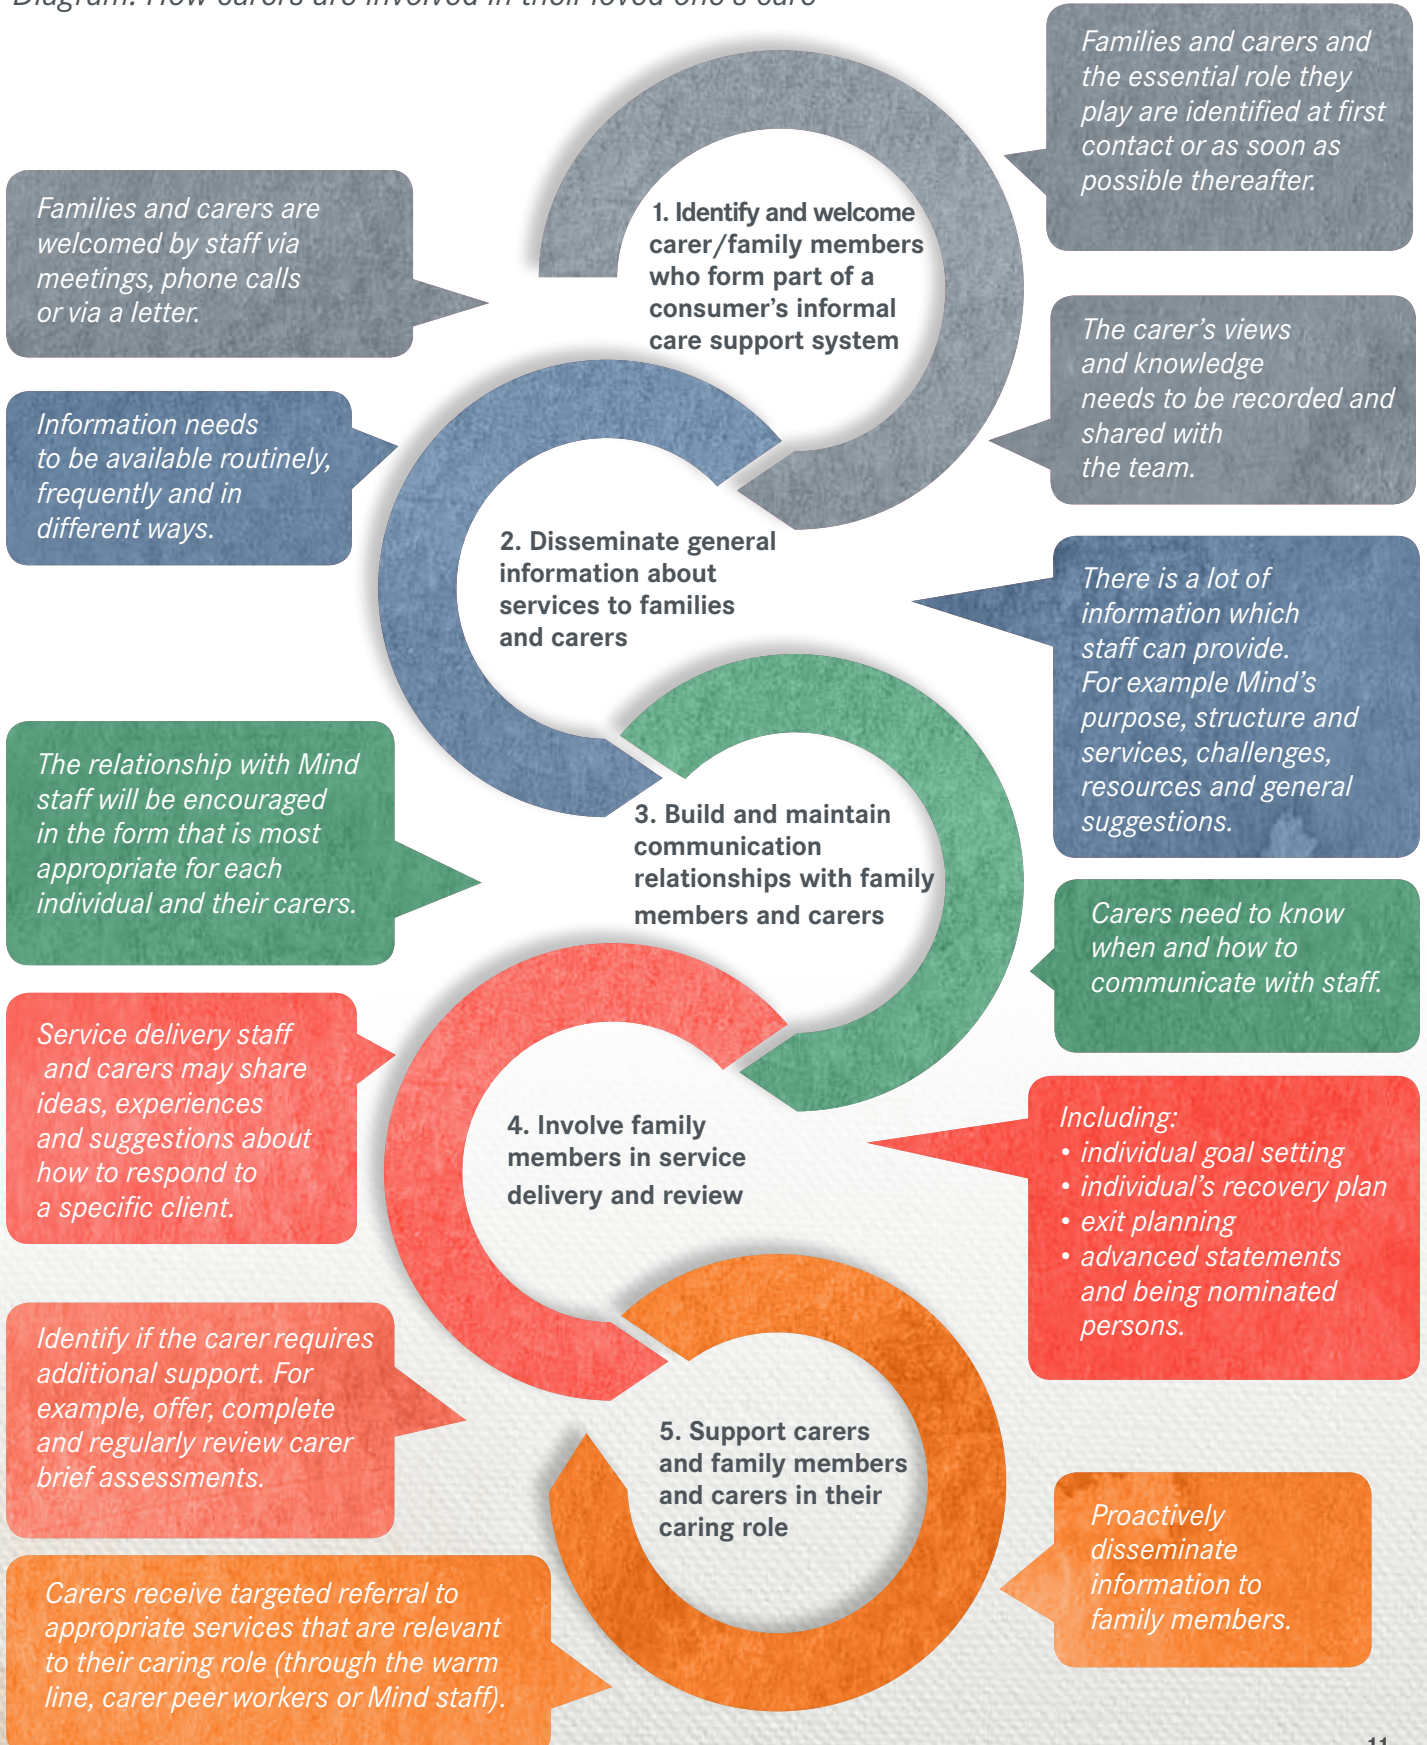 Diagram: How carers are involved in their loved one's care
Families and carers and
the essential role they
play are identified at first
contact or as soon as
possible thereafter.
Families and carers are
welcomed by staff via
meetings, phone calls
or via a letter.
1. Identify and welcome
carer/family members
who form part of a
consumer’s informal
care support system
The carer’s views
and knowledge
needs to be recorded and
shared with
the team.
Information needs
to be available routinely,
frequently and in
different ways.
2. Disseminate general
information about
services to families
and carers
There is a lot of
information which
staff can provide.
For example Mind’s
purpose, structure and
services, challenges,
resources and general
suggestions.
The relationship with Mind
staff will be encouraged
in the form that is most
appropriate for each
individual and their carers.
3. Build and maintain
communication
relationships with family
members and carers
Carers need to know
when and how to
communicate with staff.
Service delivery staff
and carers may share
ideas, experiences
and suggestions about
how to respond to
a specific client.
4. Involve family
members in service
delivery and review
Including:
• individual goal setting
• individual’s recovery plan
• exit planning
• advanced statements
and being nominated
persons.
Identify if the carer requires
additional support. For
example, offer, complete
and regularly review carer
brief assessments.
5. Support carers
and family members
and carers in their
caring role
Proactively
disseminate
information to
family members.
Carers receive targeted referral to
appropriate services that are relevant
to their caring role (through the warm
line, carer peer workers or Mind staff).
11